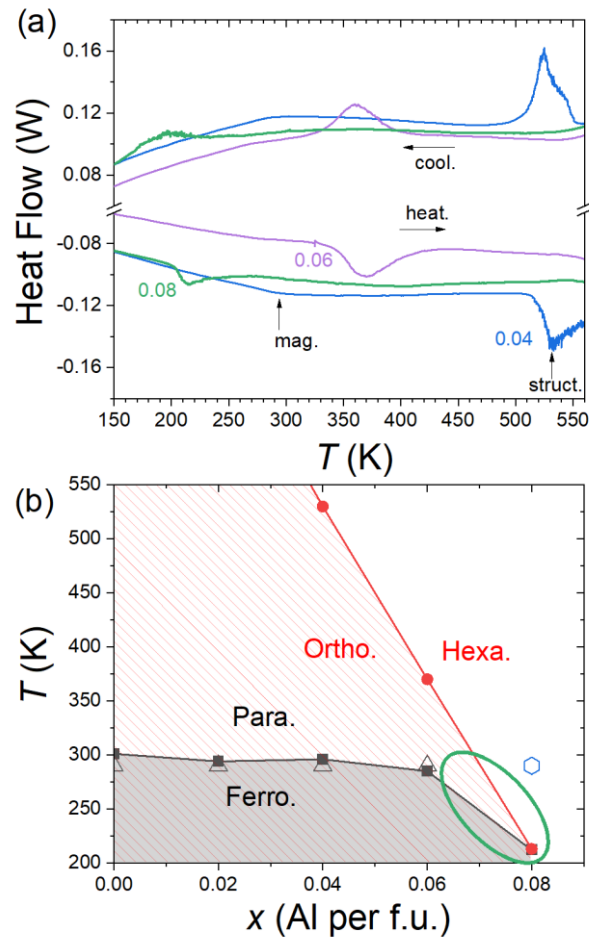 (a)
0.16
0.12
0.08
-0.08
-0.12
-0.16
Heat Flow (W)
cool.
heat.
0.06
0.08
0.04
mag.
struct.
150 200 250 300 350 400 450 500 550
T (K)
(b)
550
500
450
400
350
300
250
200
T (K)
Ortho. Hexa.
Para.
Ferro.
0.00 0.02 0.04 0.06 0.08
x (Al per f.u.)